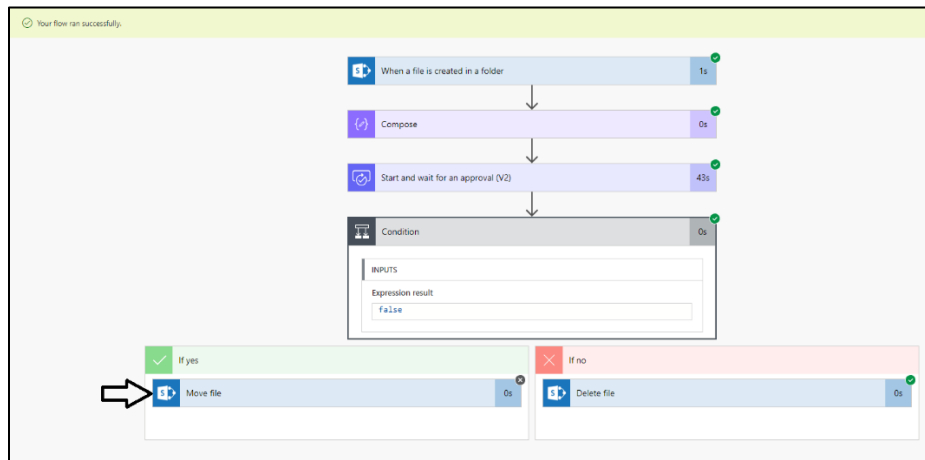 Your flow ran successfully.
When a file is created in a folder
1s
Compose
0s
Start and wait for an approval (V2)
43s
Condition
0s
INPUTS
Expression result
false
If yes
If no
Move file
0s
Delete file
0s